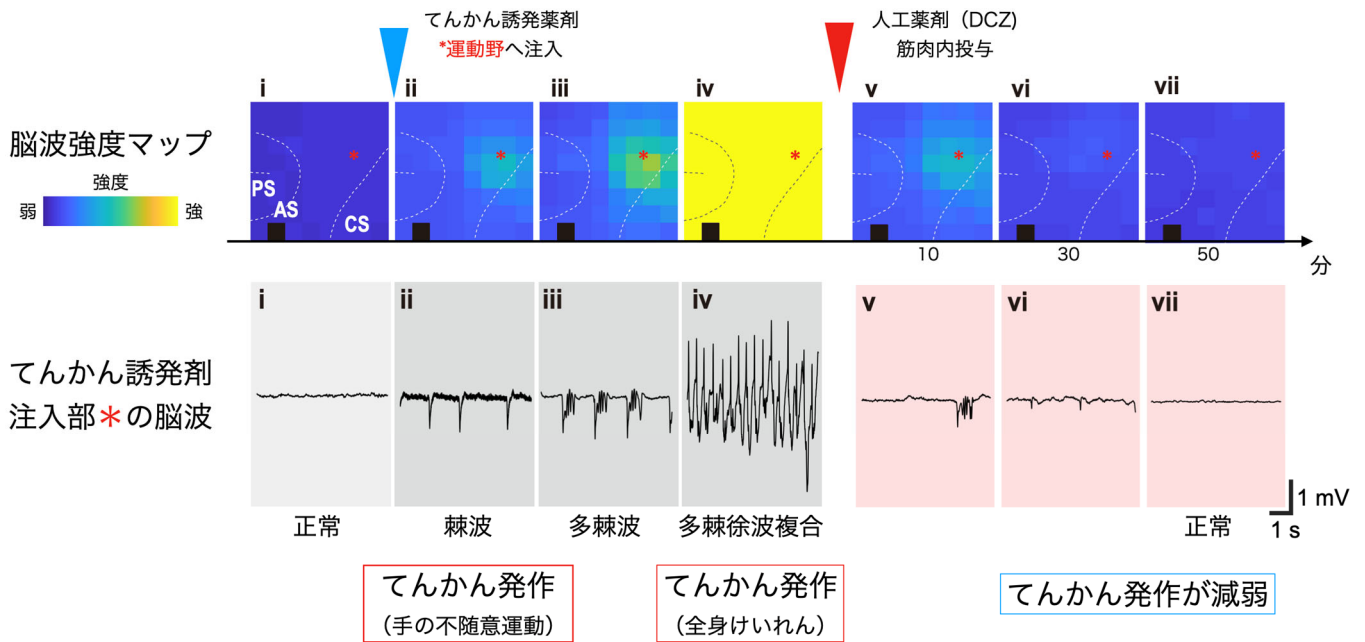 てんかん誘発薬剤
*運動野へ注入
人工薬剤（DCZ）
筋肉内投与
i
ii
iii
iv
v
vi
vii
脳波強度マップ
強度
弱
強
PS
AS
CS
*
*
*
*
*
*
*
10
30
50
分
i
ii
iii
iv
v
vi
vii
てんかん誘発剤
注入部*の脳波
1 mV
1 s
正常
棘波
多棘波
多棘徐波複合
正常
てんかん発作
（手の不随意運動）
てんかん発作
（全身けいれん）
てんかん発作が減弱